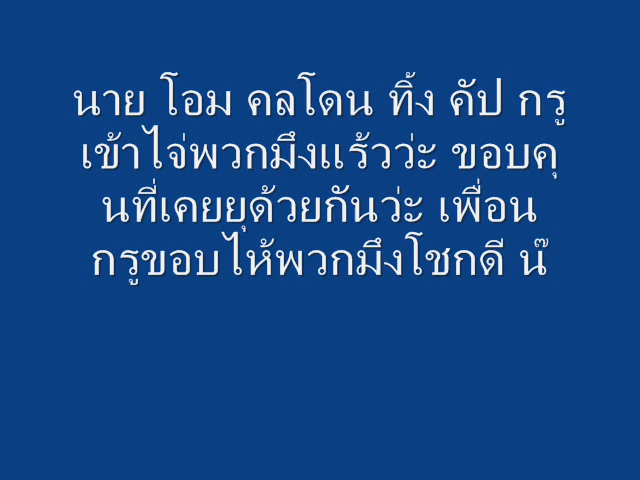 นาย โอม คลโดน ทิ้ง คัป กรู
เข้าไจ่พวกมึงแร้วว่ะ ขอบคุ
นที่เคยยุด้วยกันว่ะ เพื่อน
กรูขอบไห้พวกมึงโชกดี น๊